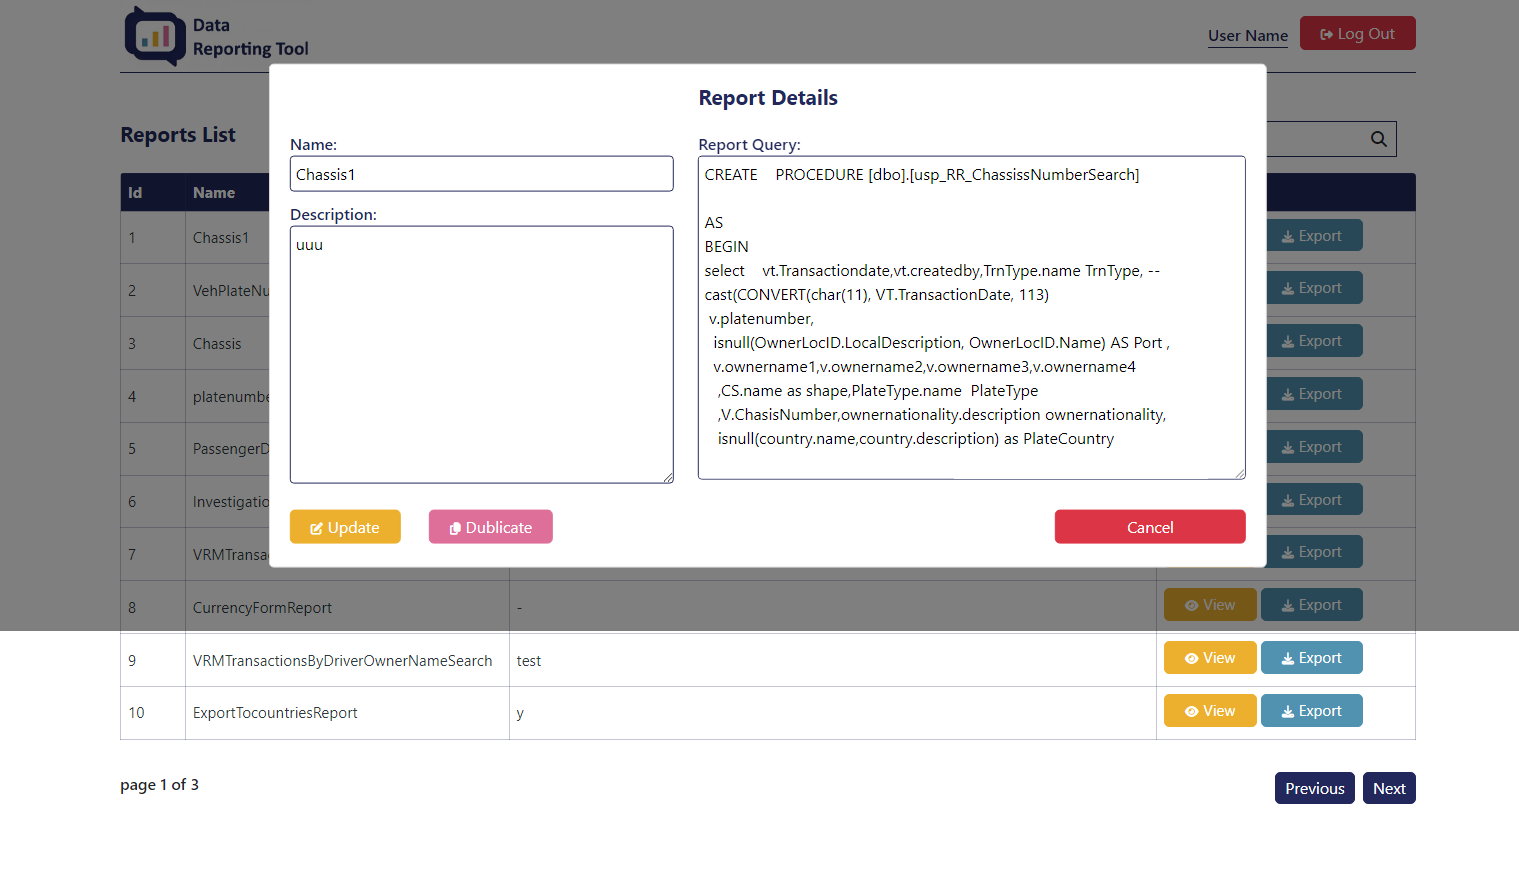 Data
Reporting Tool
User Name
Log Out
Report Details
Reports List
Name:
Chassis1
Description:
uuu
Report Query:
CREATE    PROCEDURE [dbo].[usp_RR_ChassissNumberSearch]
AS
BEGIN
select    vt.Transactiondate,vt.createdby,TrnType.name TrnType, --
cast(CONVERT(char(11), VT.TransactionDate, 113)
v.platenumber,
isnull(OwnerLocID.LocalDescription, OwnerLocID.Name) AS Port ,
v.ownername1,v.ownername2,v.ownername3,v.ownername4
,CS.name as shape,PlateType.name  PlateType
,V.ChasisNumber,ownernationality.description ownernationality,
isnull(country.name,country.description) as PlateCountry
Update
Dublicate
Cancel
Id Name
1 Chassis1 Export
2 VehPlateNu Export
3 Chassis Export
4 platenumbe Export
5 PassengerD Export
6 Investigatio Export
7 VRMTransa Export
8 CurrencyFormReport - View Export
9 VRMTransactionsByDriverOwnerNameSearch test View Export
10 ExportTocountriesReport y View Export
page 1 of 3
Previous Next